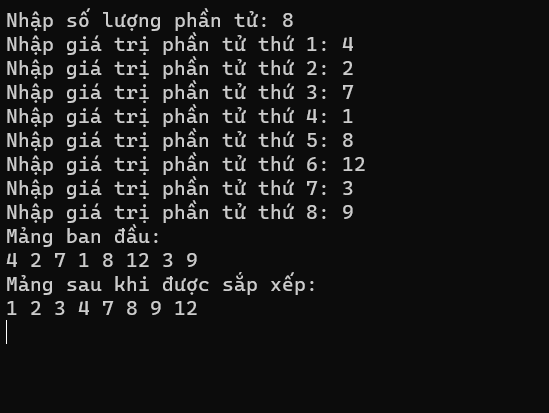 Nhập số lượng phần tử: 8
Nhập giá trị phần tử thứ 1: 4
Nhập giá trị phần tử thứ 2: 2
Nhập giá trị phần tử thứ 3: 7
Nhập giá trị phần tử thứ 4: 1
Nhập giá trị phần tử thứ 5: 8
Nhập giá trị phần tử thứ 6: 12
Nhập giá trị phần tử thứ 7: 3
Nhập giá trị phần tử thứ 8: 9
Mảng ban đầu:
4 2 7 1 8 12 3 9
Mảng sau khi được sắp xếp:
1 2 3 4 7 8 9 12